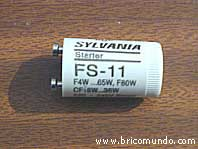 SYLVANIA
Starter
FS-11
F4W ...65W, F80W
www.bricomundo.com